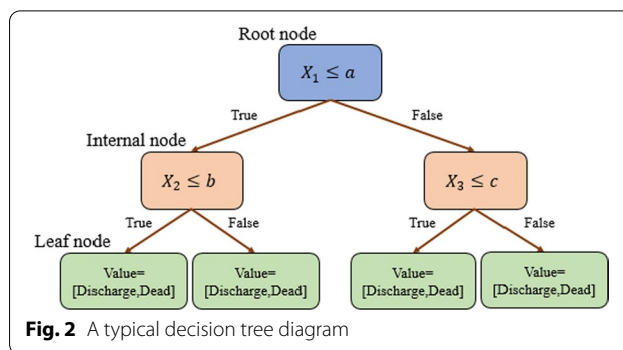 Root node
X₁ ≤ a
True
False
Internal node
X₂ ≤ b
X₃ ≤ c
True
False
True
False
Leaf node
Value=
[Discharge,Dead]
Value=
[Discharge,Dead]
Value=
[Discharge,Dead]
Value=
[Discharge,Dead]
Fig. 2 A typical decision tree diagram